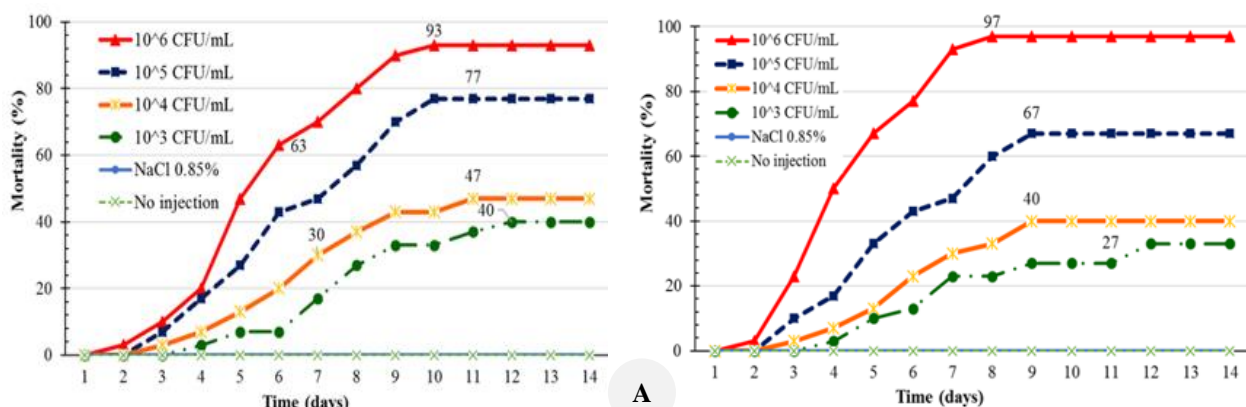 100
80
60
40
20
0
Mortality (%)
10^6 CFU/mL
10^5 CFU/mL
10^4 CFU/mL
10^3 CFU/mL
NaCl 0.85%
No injection
93
77
63
47
40
30
1 2 3 4 5 6 7 8 9 10 11 12 13 14
Time (days)
A
100
80
60
40
20
0
Mortality (%)
10^6 CFU/mL
10^5 CFU/mL
10^4 CFU/mL
10^3 CFU/mL
NaCl 0.85%
No injection
97
67
40
27
1 2 3 4 5 6 7 8 9 10 11 12 13 14
Time (days)